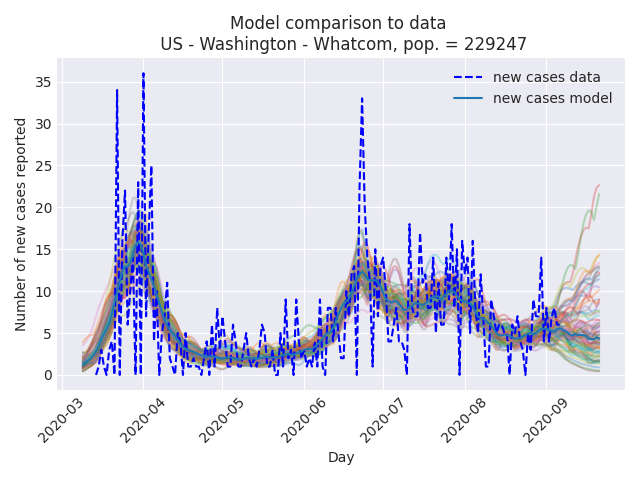 Model comparison to data
US - Washington - Whatcom, pop. = 229247
new cases data
new cases model
Number of new cases reported
35
30
25
20
15
10
5
0
2020-03
2020-04
2020-05
2020-06
2020-07
2020-08
2020-09
Day